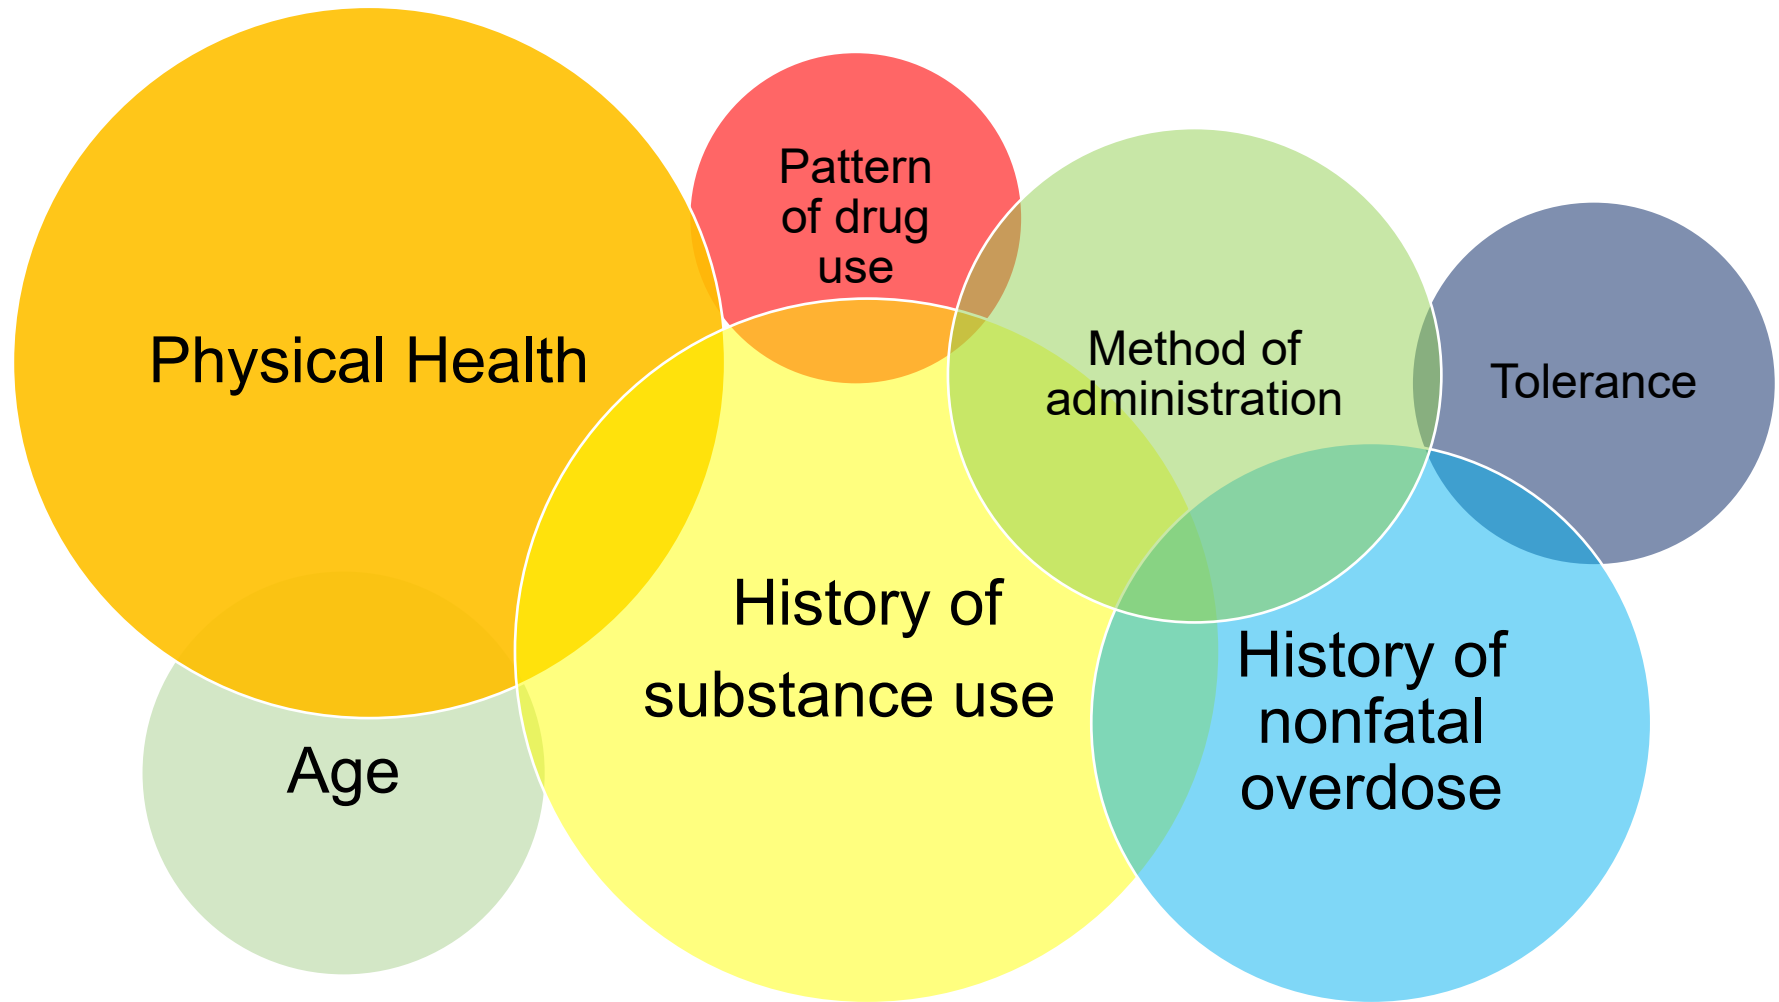 Physical Health
Pattern
of drug
use
Method of
administration
Tolerance
Age
History of
substance use
History of
nonfatal
overdose